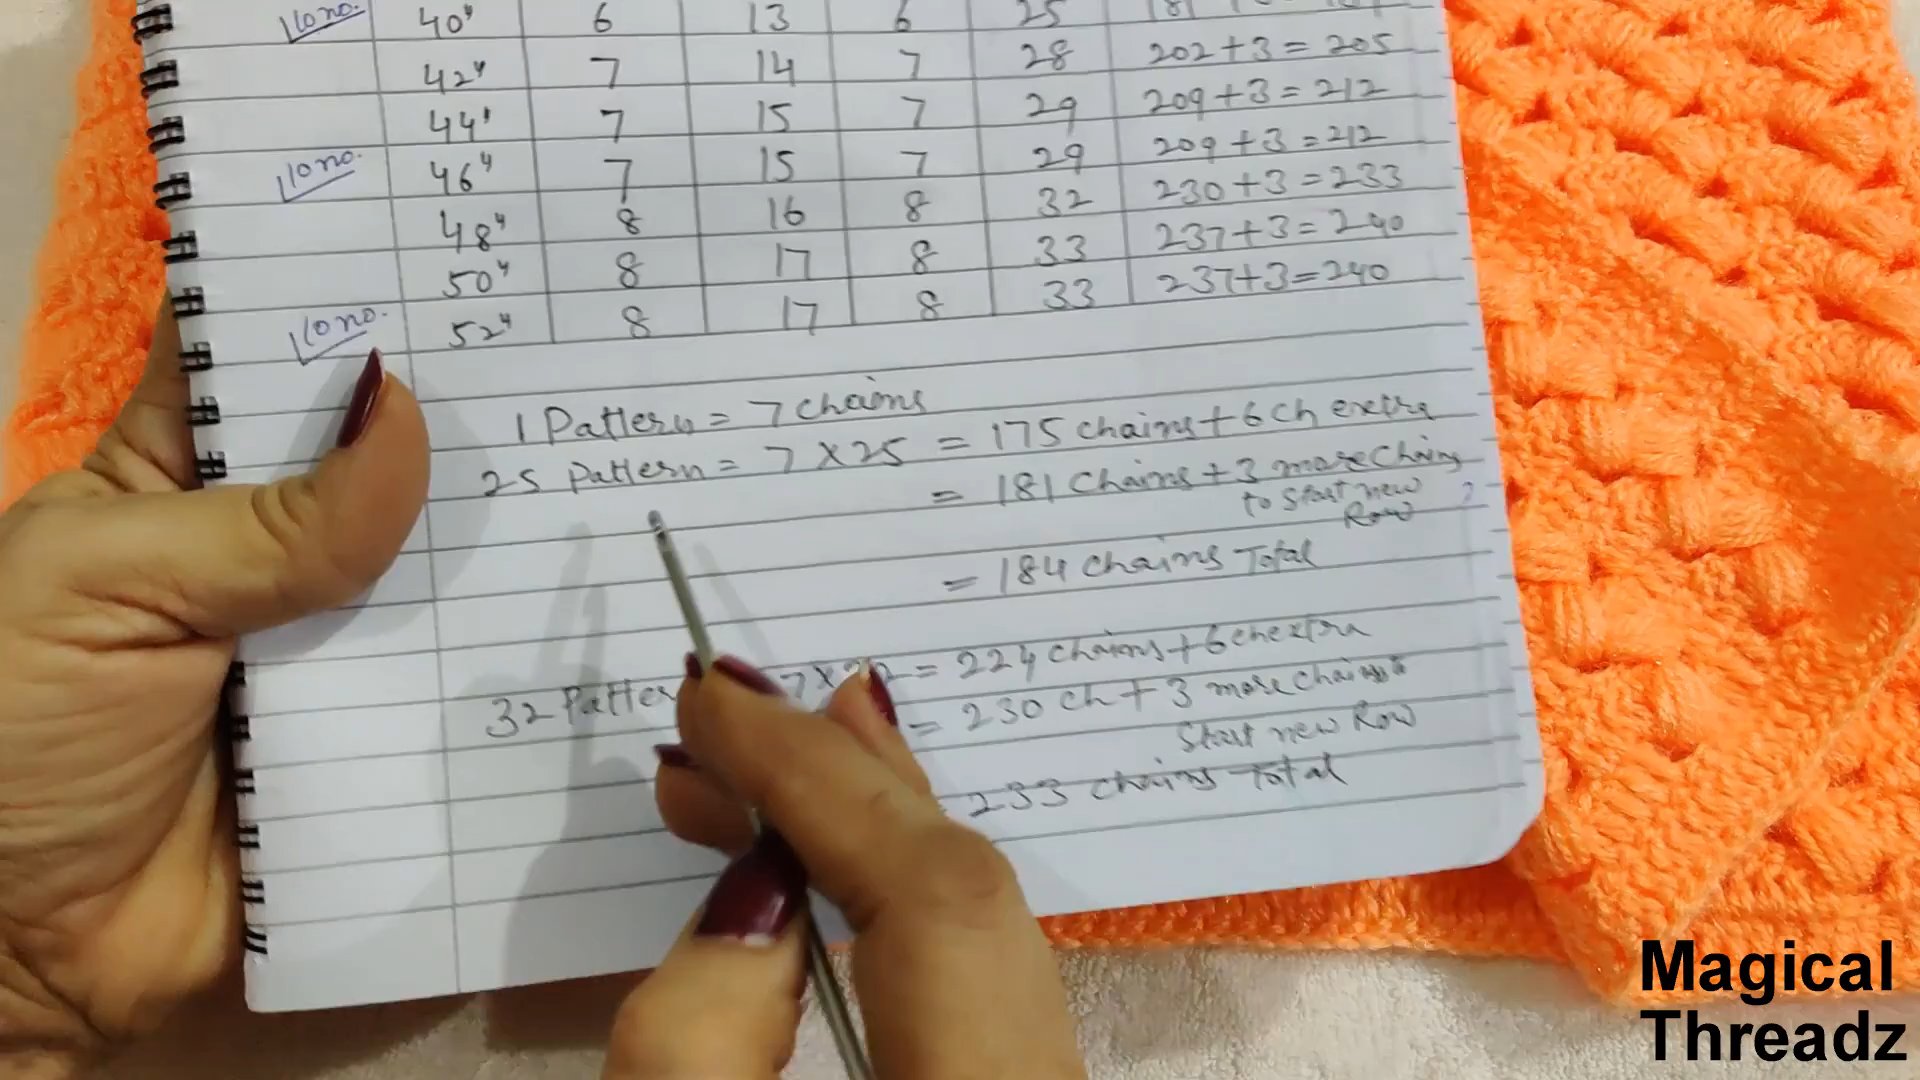 10 no. 40" 6 13 6 25 181
42" 7 14 7 28 202+3=205
44" 7 15 7 29 209+3=212
10 no. 46" 7 15 7 29 209+3=212
48" 8 16 8 32 230+3=233
50" 8 17 8 33 237+3=240
10 no. 52" 8 17 8 33 237+3=240
1 Pattern = 7 chains
25 Pattern = 7 x 25 = 175 chains + 6 ch extra
= 181 chains + 3 more chains
to start new
Row
= 184 chains Total
32 Patter 7x32 = 224 chains + 6 ch extra
= 230 ch + 3 more chains
Start new Row
233 chains Total
Magical
Threadz